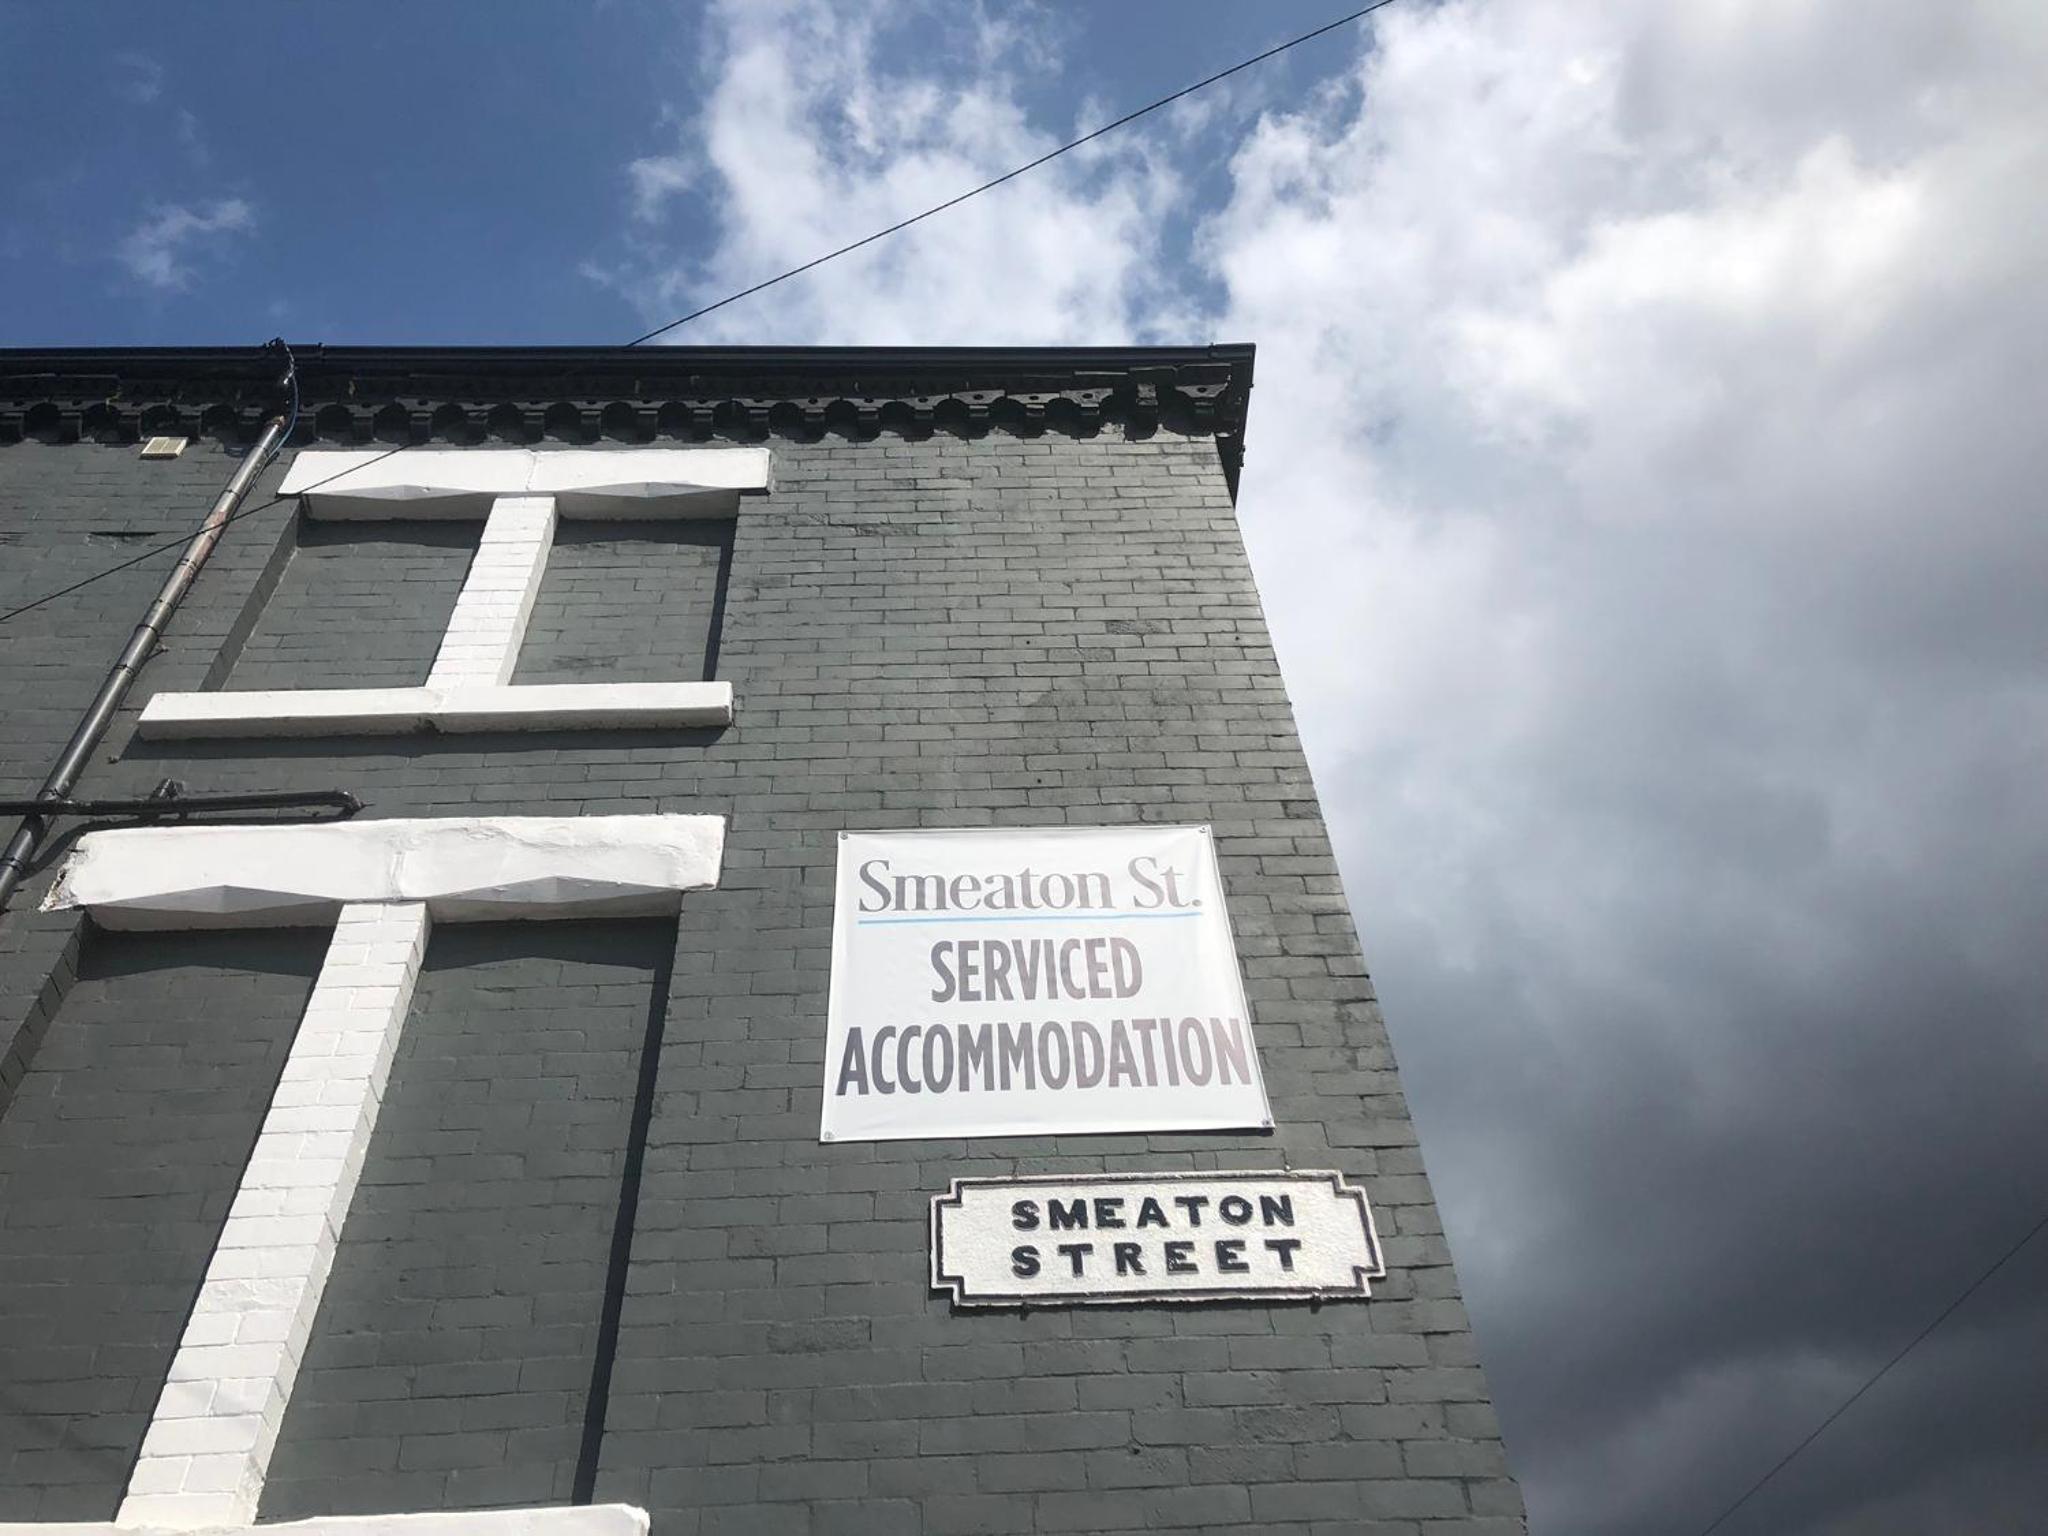 Smeaton St.
SERVICED
ACCOMMODATION
SMEATON
STREET